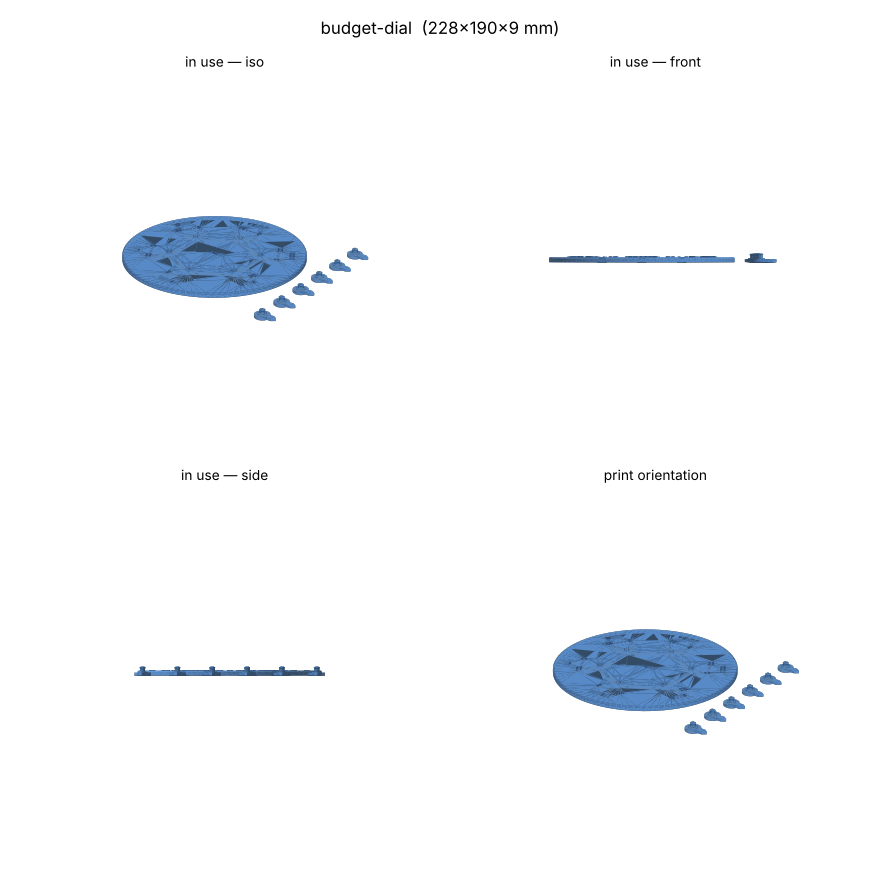 budget-dial (228×190×9 mm)
in use — iso
in use — front
in use — side
print orientation